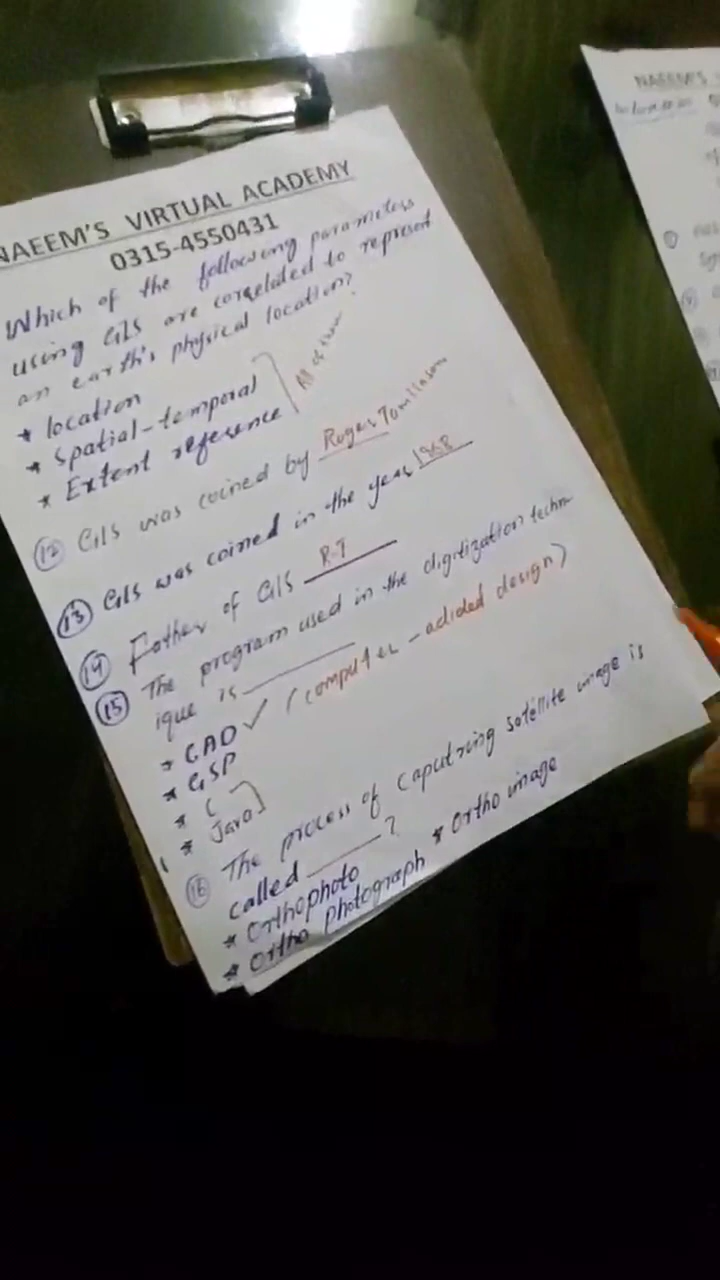 NAEEM'S VIRTUAL ACADEMY
0315-4550431
Which of the following parameters
using GIS are correlated to represent
an earth's physical location?
* location
* Spatial-temporal
* Extent reference
All of these
12 GIS was coined by Roger Tomlinson
13 GIS was coined in the year 1968
14 Father of GIS R.T
15 The program used in the digitization techn
ique is
* CAD ✓ (computer-adided design)
* GSP
* C
* Java
16 The process of caputring satellite image is
called ?
* Orthophoto
* Ortho photograph * Ortho image
NAEEM'S